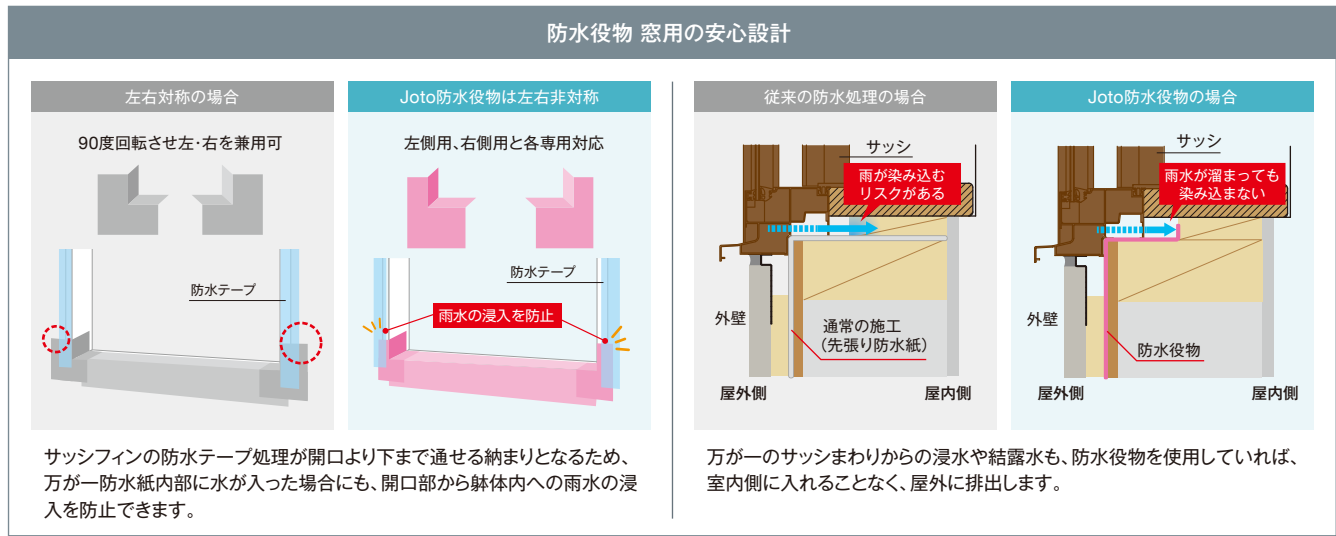 防水役物 窓用の安心設計
左右対称の場合
90度回転させ左・右を兼用可
防水テープ
Joto防水役物は左右非対称
左側用、右側用と各専用対応
防水テープ
雨水の浸入を防止
サッシフィンの防水テープ処理が開口より下まで通せる納まりとなるため、
万が一防水紙内部に水が入った場合にも、開口部から躯体内への雨水の浸
入を防止できます。
従来の防水処理の場合
サッシ
雨が染み込む
リスクがある
外壁
通常の施工
（先張り防水紙）
屋外側
屋内側
Joto防水役物の場合
サッシ
雨水が溜まっても
染み込まない
外壁
防水役物
屋外側
屋内側
万が一のサッシまわりからの浸水や結露水も、防水役物を使用していれば、
室内側に入れることなく、屋外に排出します。